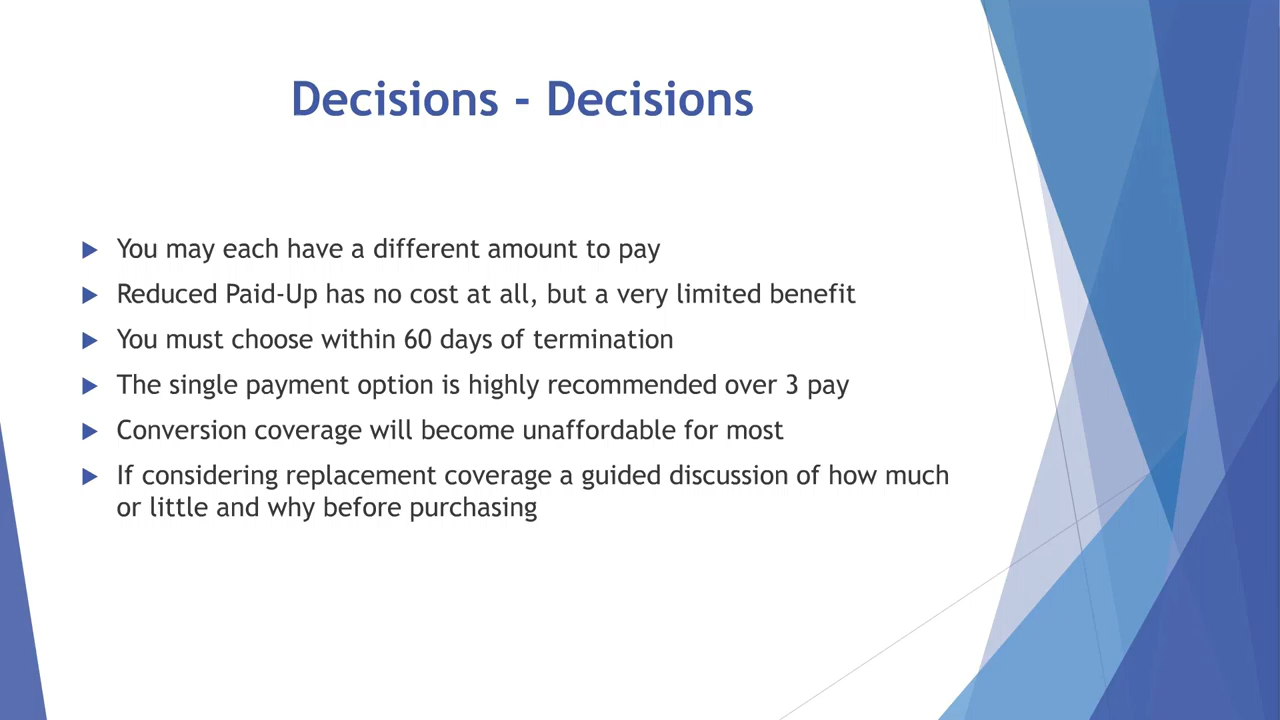 Decisions - Decisions
You may each have a different amount to pay
Reduced Paid-Up has no cost at all, but a very limited benefit
You must choose within 60 days of termination
The single payment option is highly recommended over 3 pay
Conversion coverage will become unaffordable for most
If considering replacement coverage a guided discussion of how much
or little and why before purchasing